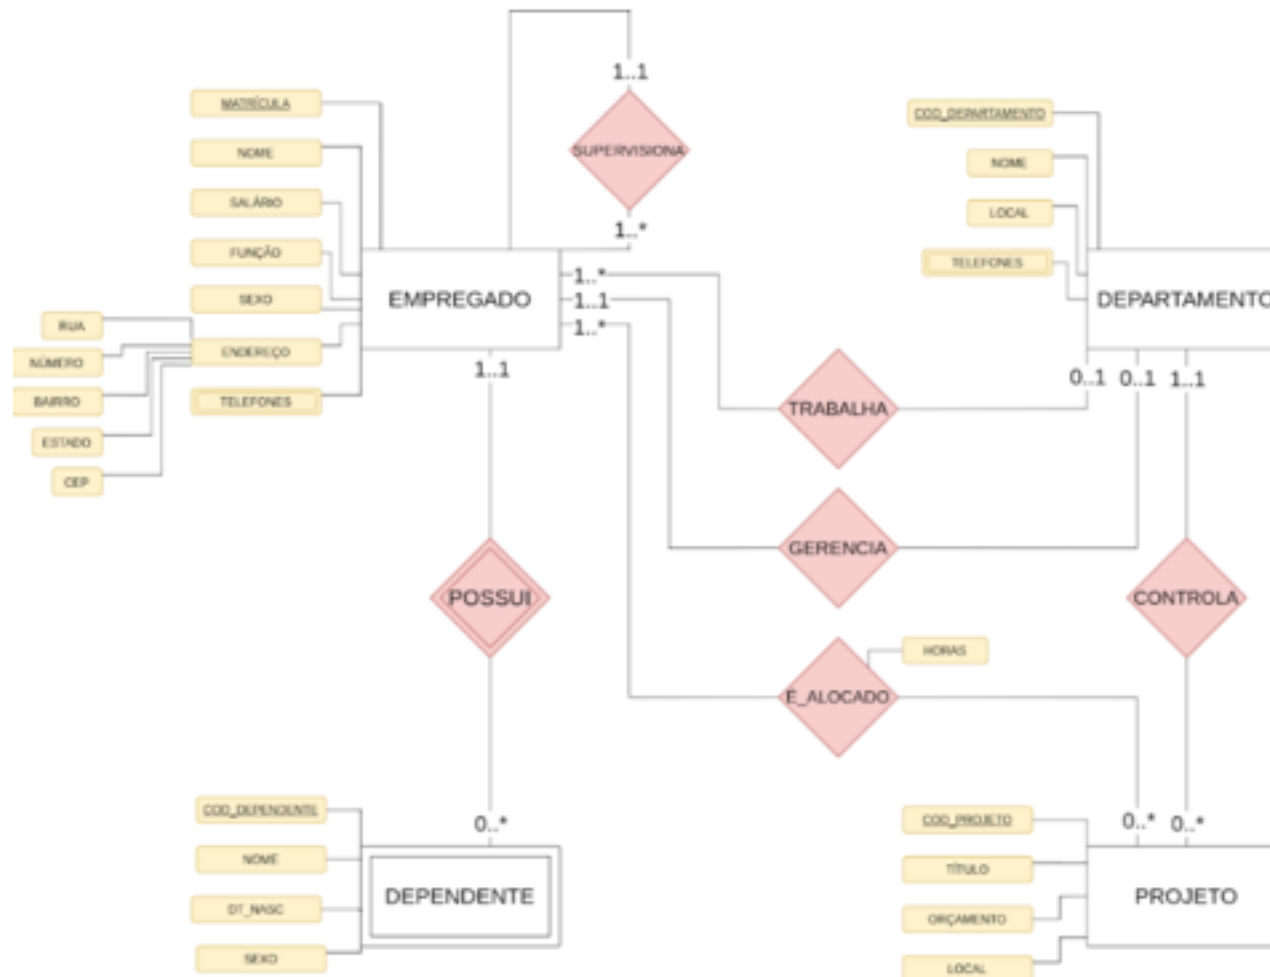 1..1
SUPERVISIONA
1..*
MATRÍCULA
NOME
SALÁRIO
FUNÇÃO
SEXO
ENDEREÇO
TELEFONES
RUA
NÚMERO
BAIRRO
ESTADO
CEP
EMPREGADO
1..*
1..1
1..*
1..1
COD_DEPARTAMENTO
NOME
LOCAL
TELEFONES
DEPARTAMENTO
0..1
0..1
1..1
TRABALHA
GERENCIA
POSSUI
CONTROLA
HORAS
E_ALOCADO
COD_DEPENDENTE
NOME
DT_NASC
SEXO
0..*
DEPENDENTE
COD_PROJETO
TÍTULO
ORÇAMENTO
LOCAL
0..*
0..*
PROJETO